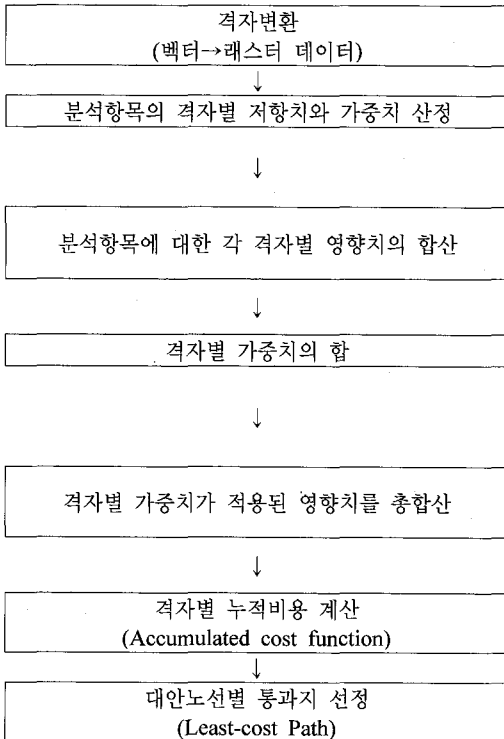 격자변환
(벡터→래스터 데이터)
↓
분석항목의 격자별 저항치와 가중치 산정
↓
분석항목에 대한 각 격자별 영향치의 합산
↓
격자별 가중치의 합
↓
격자별 가중치가 적용된 영향치를 총합산
↓
격자별 누적비용 계산
(Accumulated cost function)
↓
대안노선별 통과지 선정
(Least-cost Path)